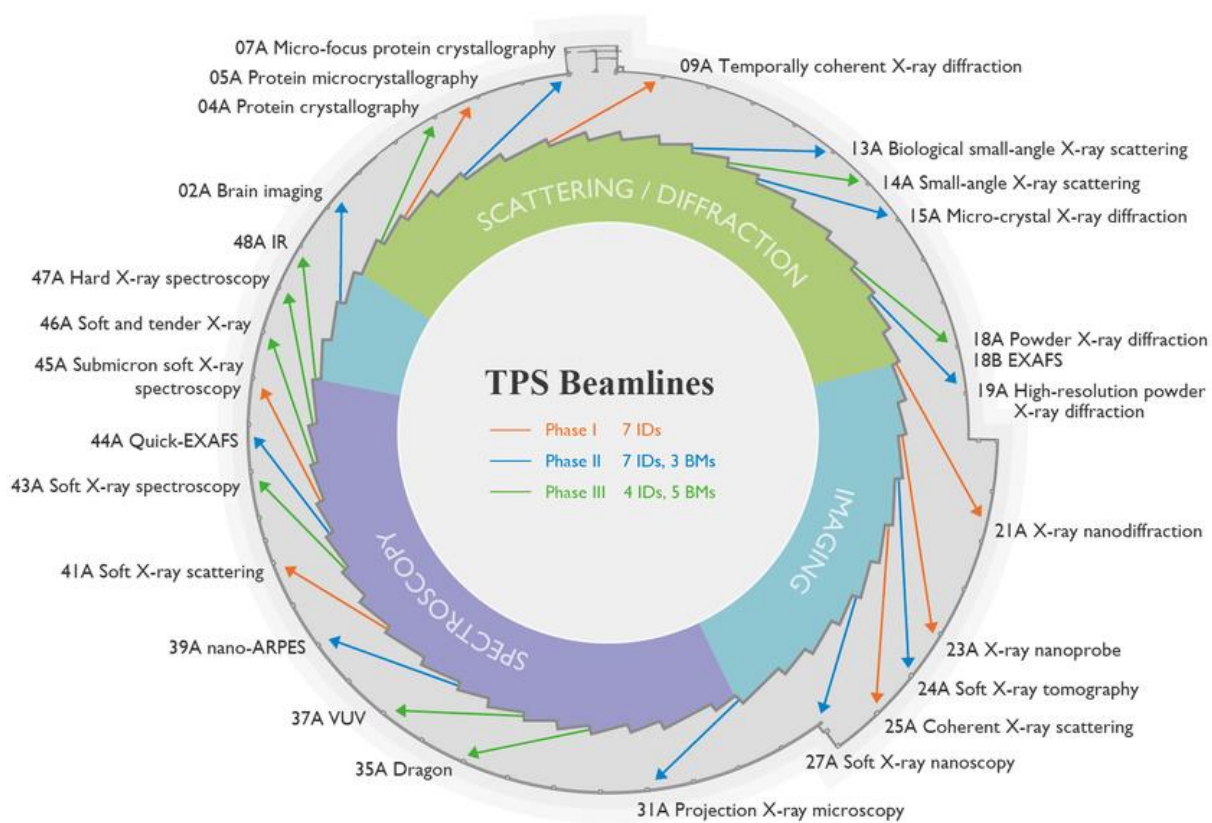 07A Micro-focus protein crystallography
05A Protein microcrystallography
04A Protein crystallography
02A Brain imaging
48A IR
47A Hard X-ray spectroscopy
46A Soft and tender X-ray
45A Submicron soft X-ray
spectroscopy
44A Quick-EXAFS
43A Soft X-ray spectroscopy
41A Soft X-ray scattering
39A nano-ARPES
37A VUV
35A Dragon
09A Temporally coherent X-ray diffraction
13A Biological small-angle X-ray scattering
14A Small-angle X-ray scattering
15A Micro-crystal X-ray diffraction
18A Powder X-ray diffraction
18B EXAFS
19A High-resolution powder
X-ray diffraction
21A X-ray nanodiffraction
23A X-ray nanoprobe
24A Soft X-ray tomography
25A Coherent X-ray scattering
27A Soft X-ray nanoscopy
31A Projection X-ray microscopy
SCATTERING / DIFFRACTION
IMAGING
SPECTROSCOPY
TPS Beamlines
Phase I 7 IDs
Phase II 7 IDs, 3 BMs
Phase III 4 IDs, 5 BMs